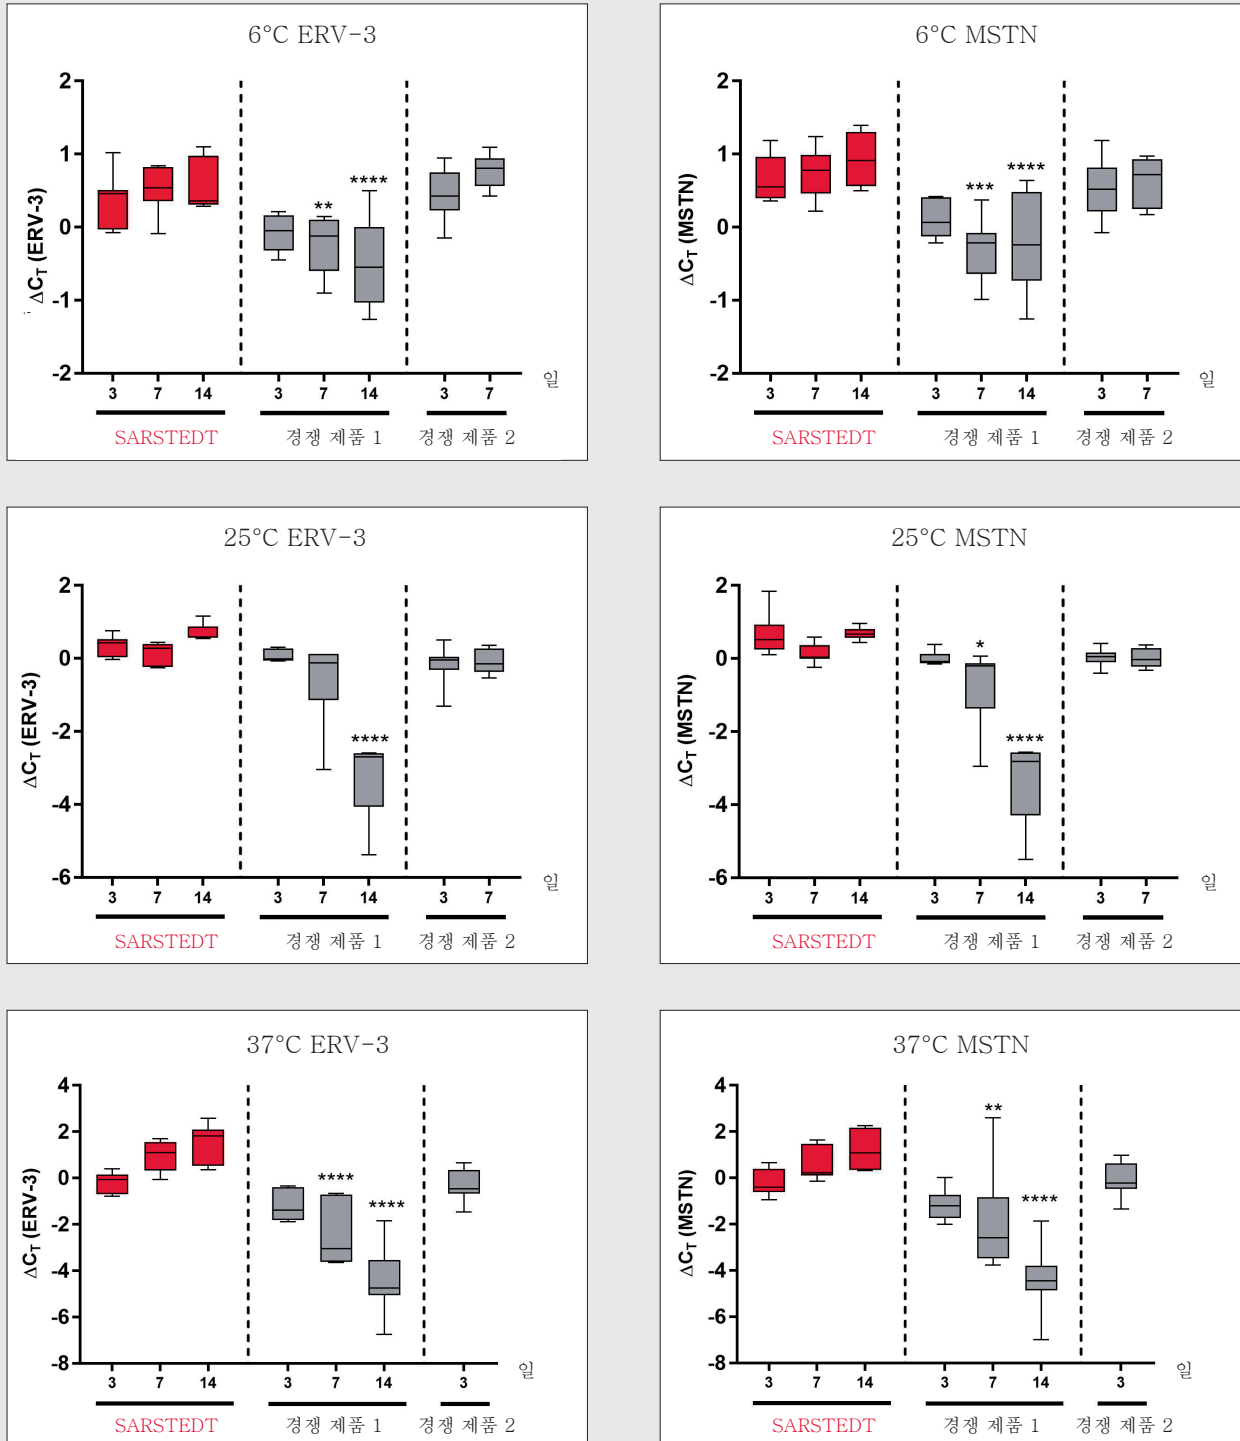 6°C ERV-3
2
1
0
-1
-2
ΔC_T (ERV-3)
** ****
3 7 14 3 7 14 3 7 일
SARSTEDT 경쟁 제품 1 경쟁 제품 2
6°C MSTN
2
1
0
-1
-2
ΔC_T (MSTN)
*** ****
3 7 14 3 7 14 3 7 일
SARSTEDT 경쟁 제품 1 경쟁 제품 2
25°C ERV-3
2
0
-2
-4
-6
ΔC_T (ERV-3)
****
3 7 14 3 7 14 3 7 일
SARSTEDT 경쟁 제품 1 경쟁 제품 2
25°C MSTN
2
0
-2
-4
-6
ΔC_T (MSTN)
* ****
3 7 14 3 7 14 3 7 일
SARSTEDT 경쟁 제품 1 경쟁 제품 2
37°C ERV-3
4
2
0
-2
-4
-6
-8
ΔC_T (ERV-3)
**** ****
3 7 14 3 7 14 3 일
SARSTEDT 경쟁 제품 1 경쟁 제품 2
37°C MSTN
4
2
0
-2
-4
-6
-8
ΔC_T (MSTN)
** ****
3 7 14 3 7 14 3 일
SARSTEDT 경쟁 제품 1 경쟁 제품 2